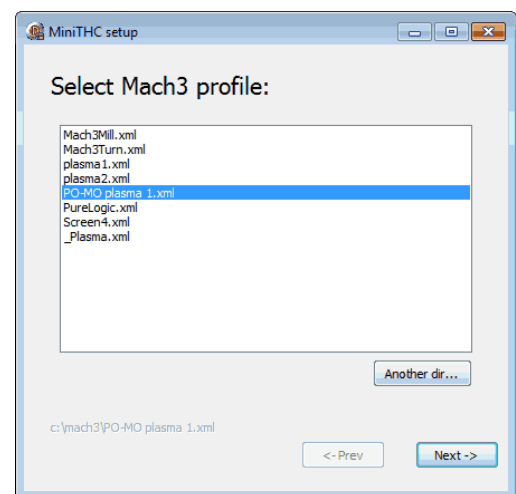 MiniTHC setup
Select Mach3 profile:
Mach3Mill.xml
Mach3Turn.xml
plasma1.xml
plasma2.xml
PO-MO plasma 1.xml
PureLogic.xml
Screen4.xml
_Plasma.xml
Another dir...
c:\mach3\PO-MO plasma 1.xml
<- Prev
Next ->